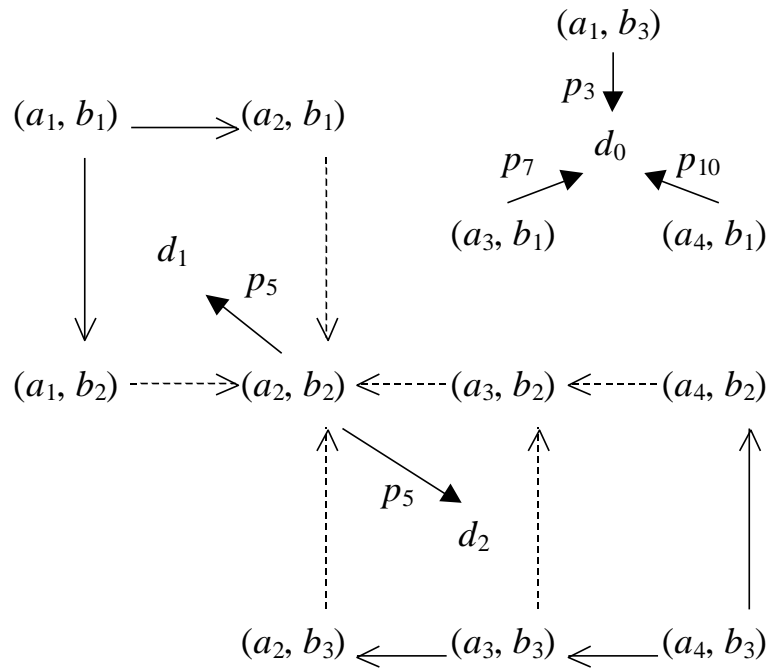 (a₁, b₃)
p₃
(a₁, b₁) (a₂, b₁)
d₀
p₇ p₁₀
(a₃, b₁) (a₄, b₁)
d₁
p₅
(a₁, b₂) (a₂, b₂) (a₃, b₂) (a₄, b₂)
p₅
d₂
(a₂, b₃) (a₃, b₃) (a₄, b₃)